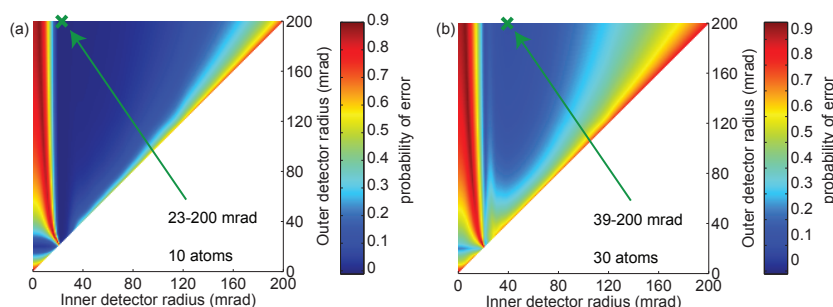 (a)
200
160
120
80
40
0
Outer detector radius (mrad)
0.9
0.8
0.7
0.6
0.5
0.4
0.3
0.2
0.1
0
probability of error
23-200 mrad
10 atoms
0 40 80 120 160 200
Inner detector radius (mrad)
(b)
200
160
120
80
40
0
Outer detector radius (mrad)
0.9
0.8
0.7
0.6
0.5
0.4
0.3
0.2
0.1
0
probability of error
39-200 mrad
30 atoms
0 40 80 120 160 200
Inner detector radius (mrad)